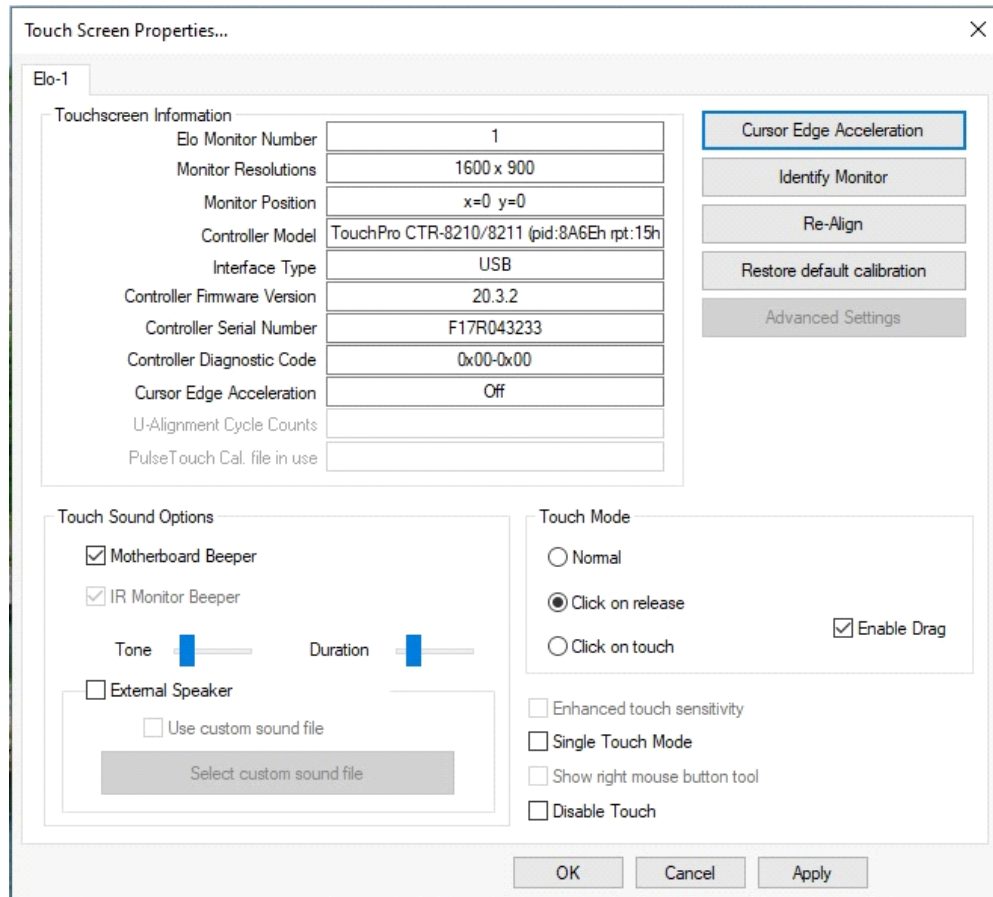 Touch Screen Properties...
Elo-1
Touchscreen Information
Elo Monitor Number 1
Monitor Resolutions 1600 x 900
Monitor Position x=0 y=0
Controller Model TouchPro CTR-8210/8211 (pid:8A6Eh rpt:15h
Interface Type USB
Controller Firmware Version 20.3.2
Controller Serial Number F17R043233
Controller Diagnostic Code 0x00-0x00
Cursor Edge Acceleration Off
U-Alignment Cycle Counts
PulseTouch Cal. file in use
Cursor Edge Acceleration
Identify Monitor
Re-Align
Restore default calibration
Advanced Settings
Touch Sound Options
Motherboard Beeper
IR Monitor Beeper
Tone Duration
External Speaker
Use custom sound file
Select custom sound file
Touch Mode
Normal
Click on release
Click on touch
Enable Drag
Enhanced touch sensitivity
Single Touch Mode
Show right mouse button tool
Disable Touch
OK Cancel Apply